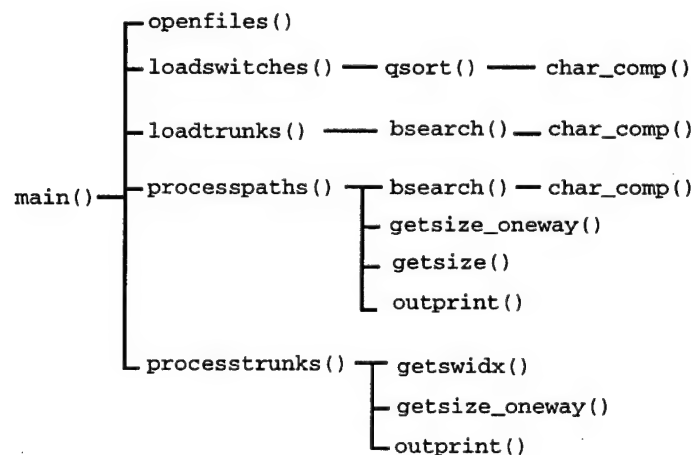 openfiles()
loadswitches() qsort() char_comp()
loadtrunks() bsearch() char_comp()
main() processpaths() bsearch() char_comp()
getsize_oneway()
getsize()
outprint()
processtrunks() getswidx()
getsize_oneway()
outprint()